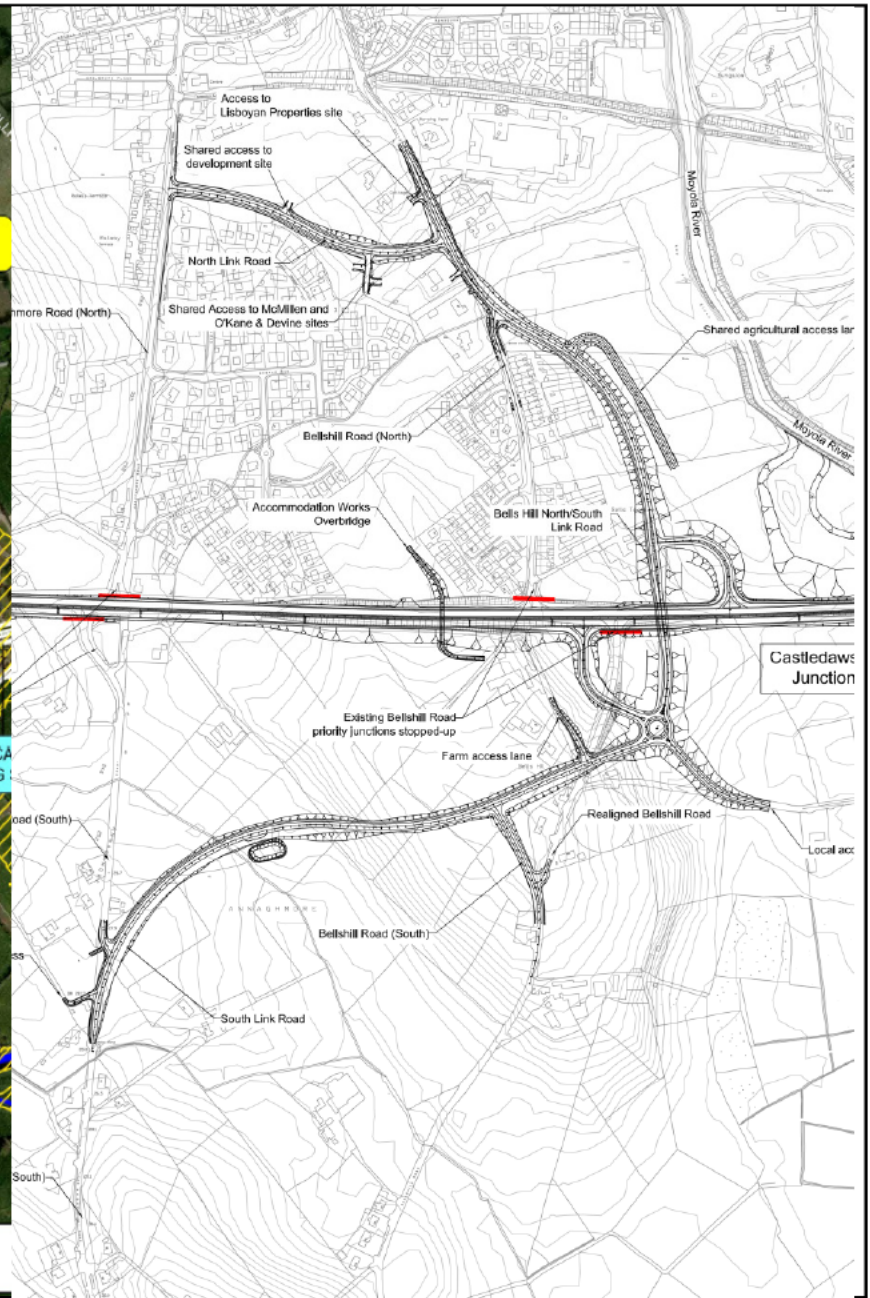 Access to
Lisboyan Properties site
Shared access to
development site
Moyola River
North Link Road
Shared Access to McMillen and
O'Kane & Devine sites
nmore Road (North)
Shared agricultural access lan
Moyola River
Bellshill Road (North)
Accommodation Works
Overbridge
Bells Hill North/South
Link Road
Castledaws
Junction
Existing Bellshill Road
priority junctions stopped-up
Farm access lane
CA
G S
oad (South)
Realigned Bellshill Road
Local acc
ANNAGHMORE
Bellshill Road (South)
ss
South Link Road
South)